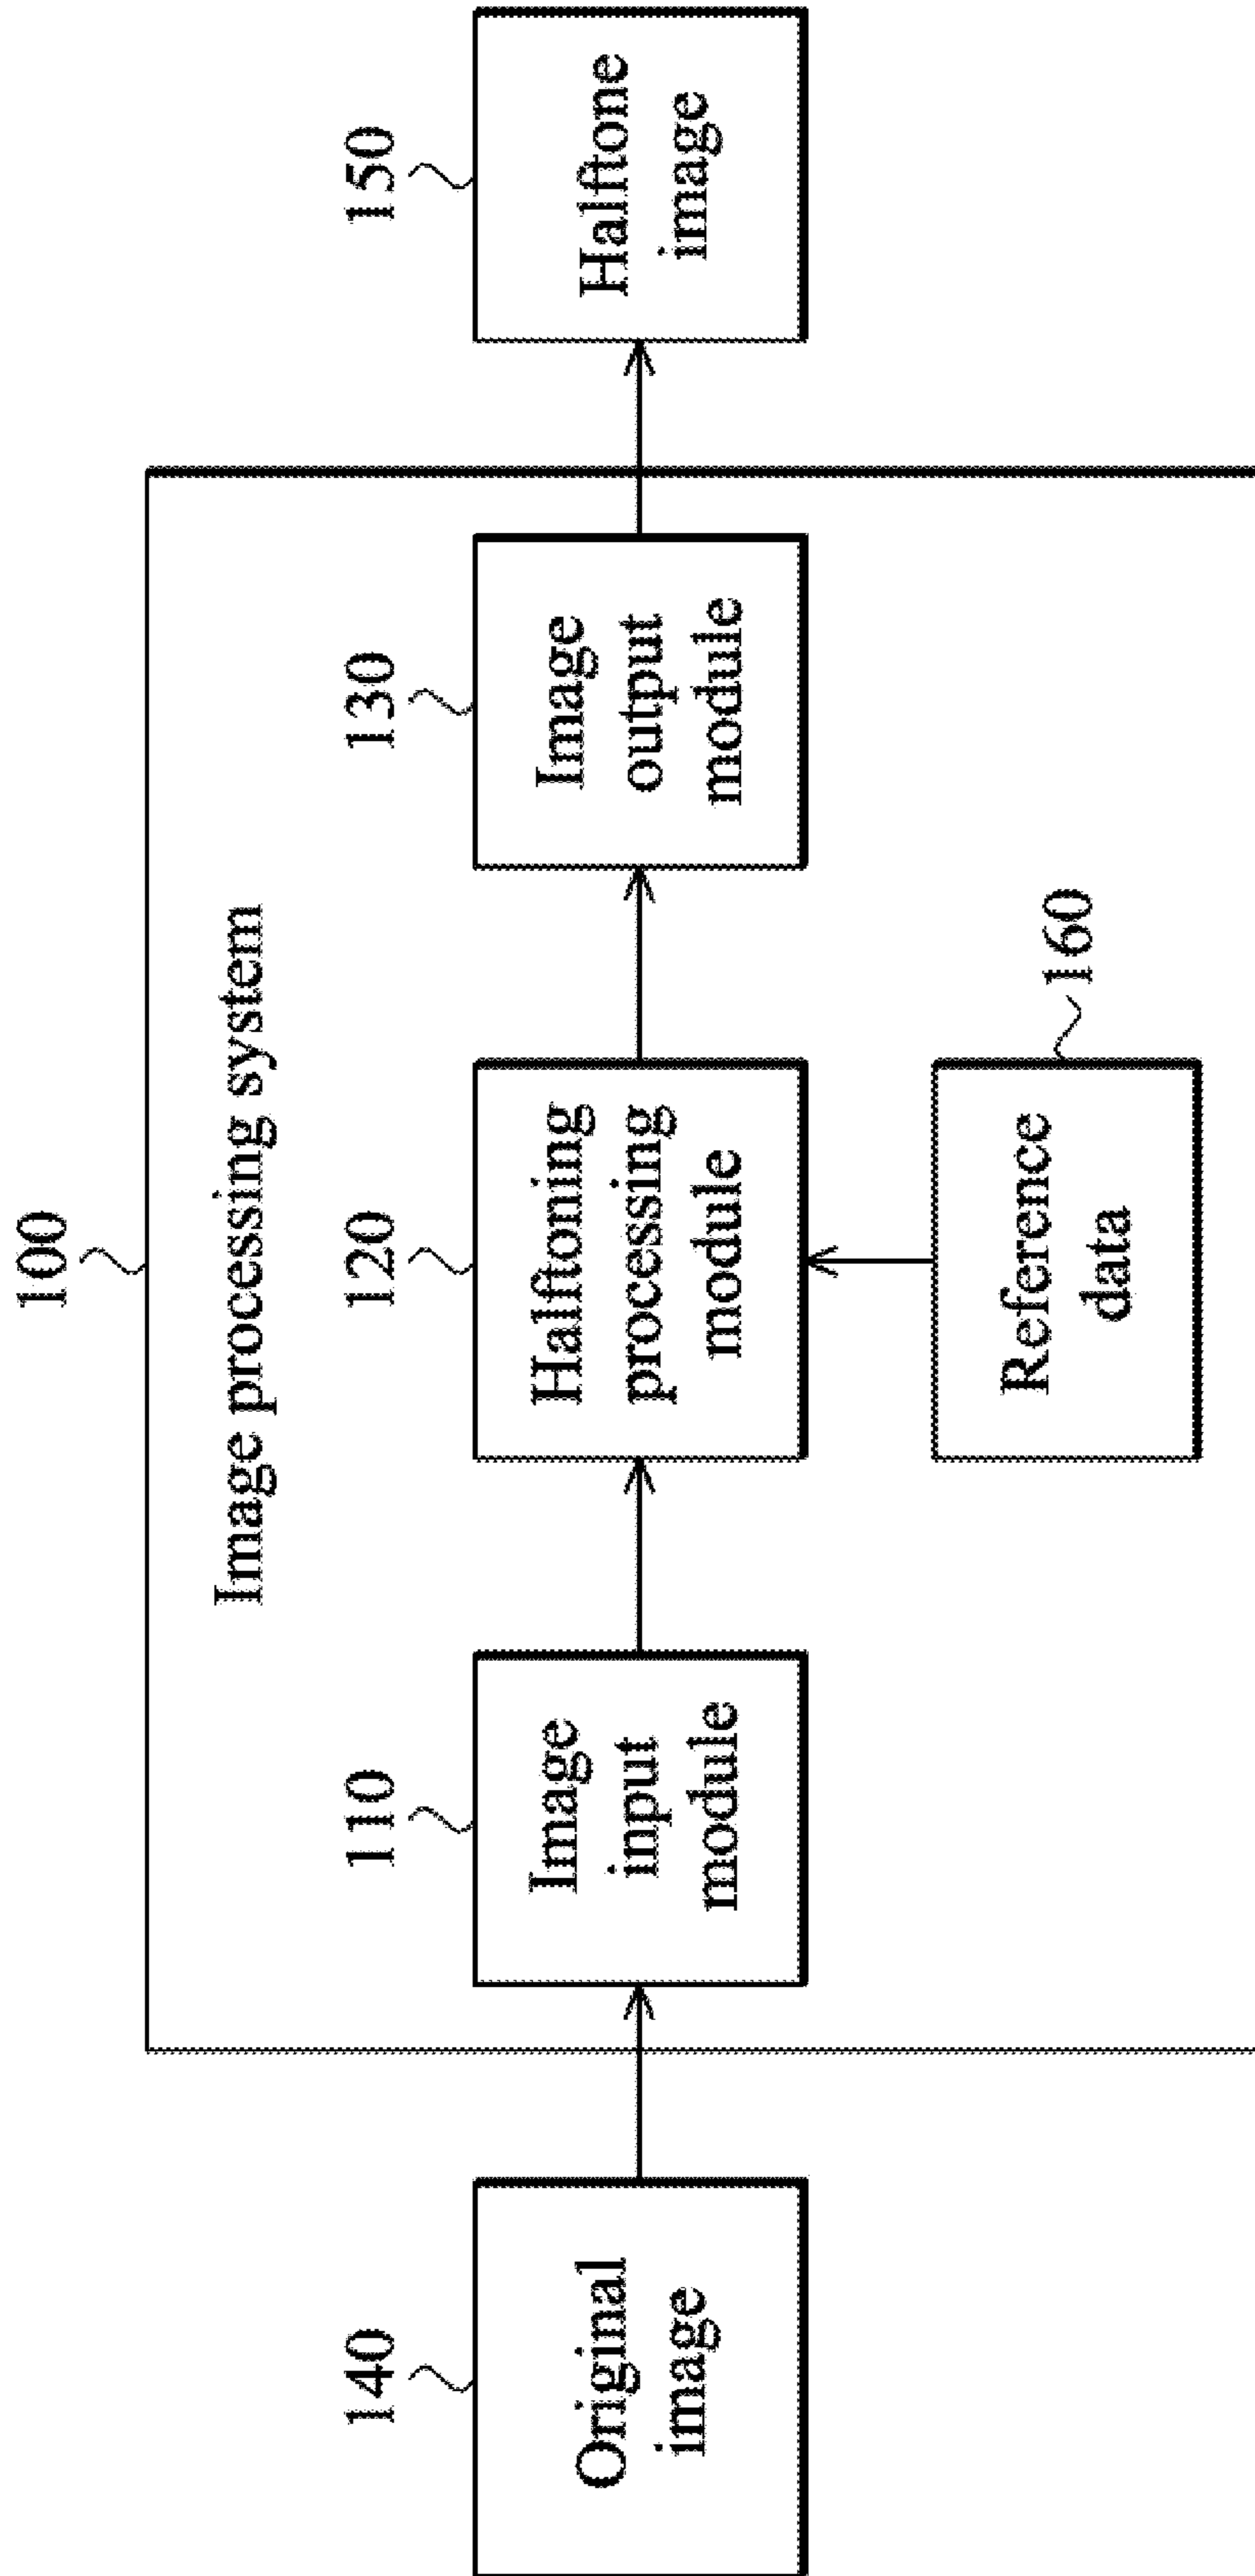 100
Image processing system
140
110
120
130
150
Original
image
Image
input
module
Halftoning
processing
module
Image
output
module
Halftone
image
Reference
data
160